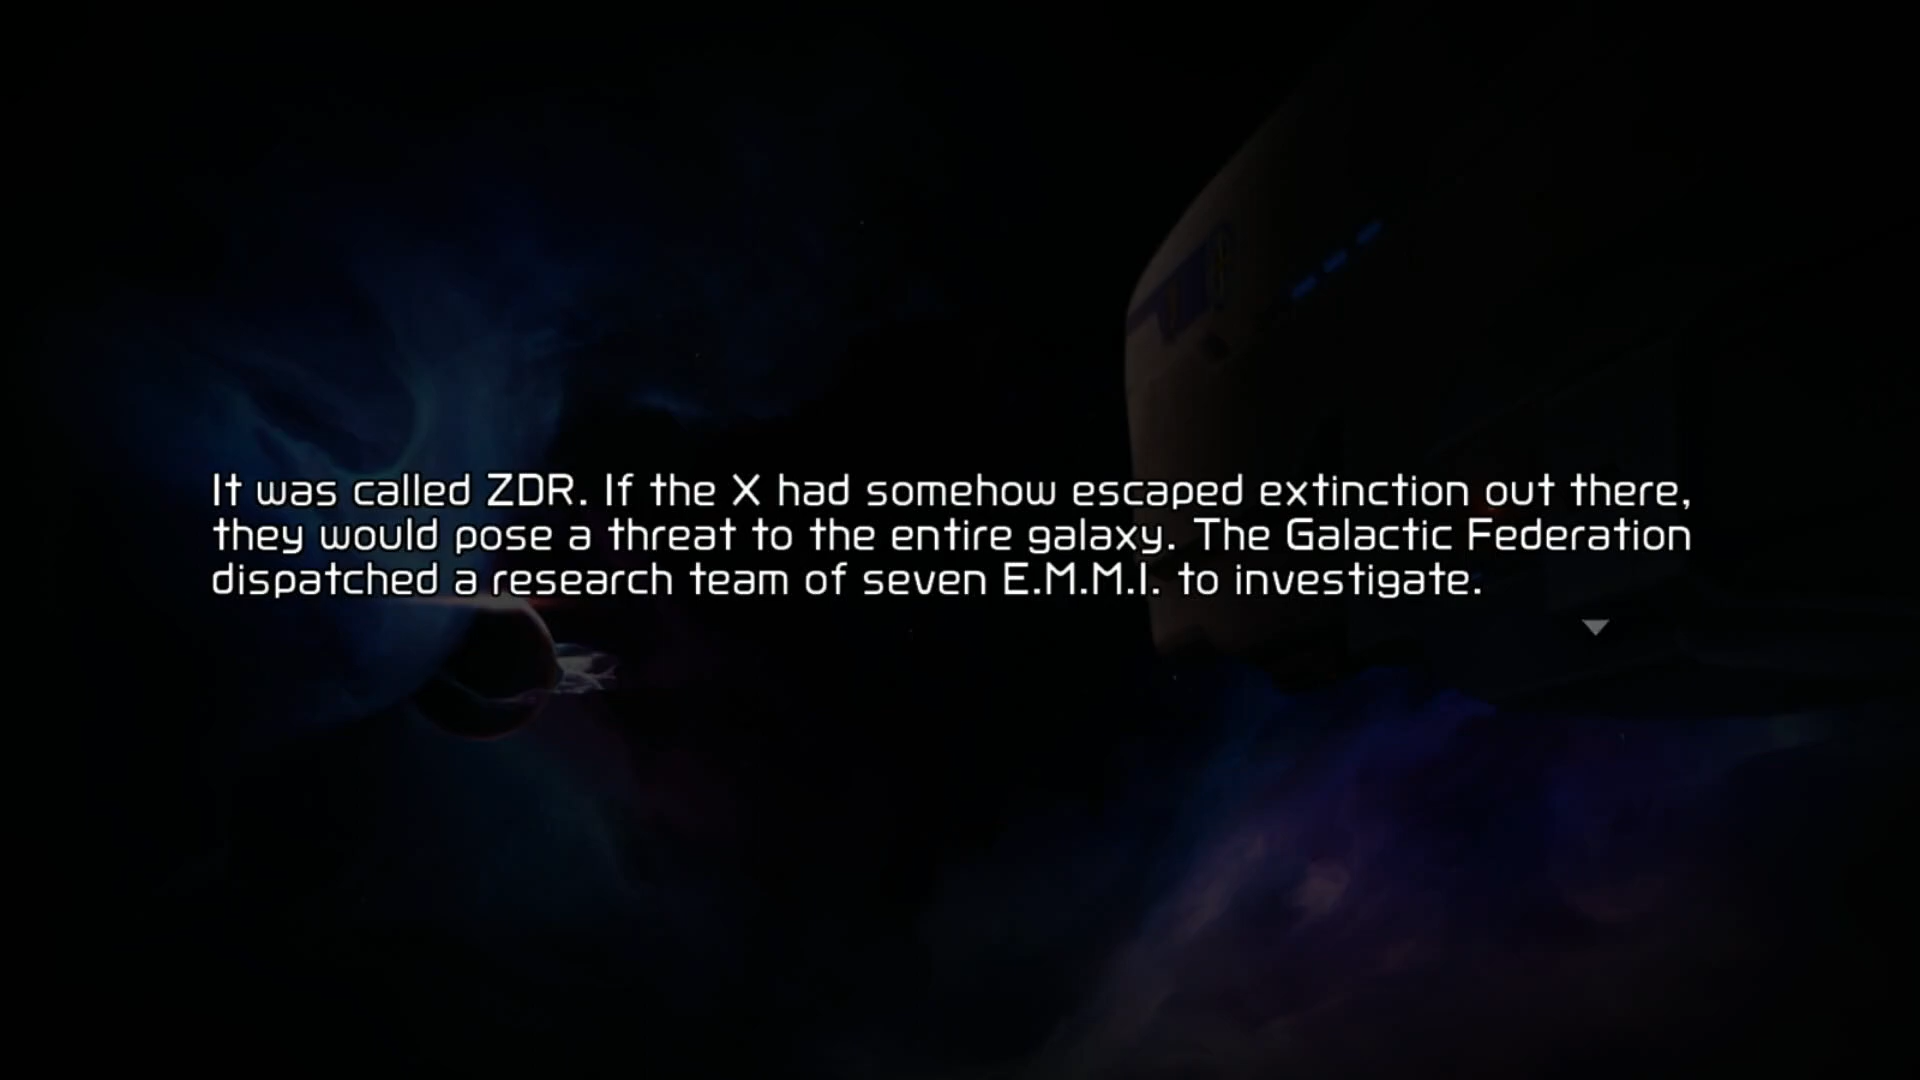 It was called ZDR. If the X had somehow escaped extinction out there,
they would pose a threat to the entire galaxy. The Galactic Federation
dispatched a research team of seven E.M.M.I. to investigate.